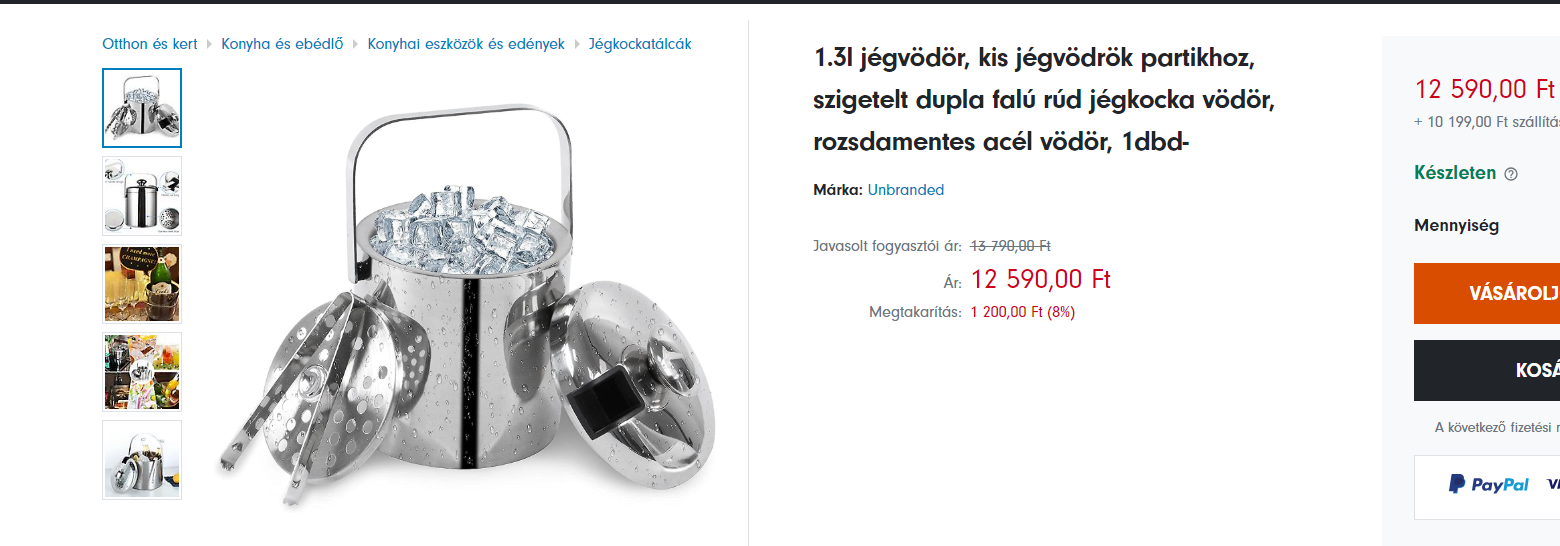 Otthon és kert
Konyha és ebédlő
Konyhai eszközök és edények
Jégkockatálcák
1.3l jégvödör, kis jégvödrök partikhoz,
szigetelt dupla falú rúd jégkocka vödör,
rozsdamentes acél vödör, 1dbd-
Márka: Unbranded
Javasolt fogyasztói ár: 13 790,00 Ft
Ár: 12 590,00 Ft
Megtakarítás: 1 200,00 Ft (8%)
12 590,00 Ft
+ 10 199,00 Ft szállítás
Készleten
Mennyiség
VÁSÁROLJ
KOSÁ
A következő fizetési
PayPal